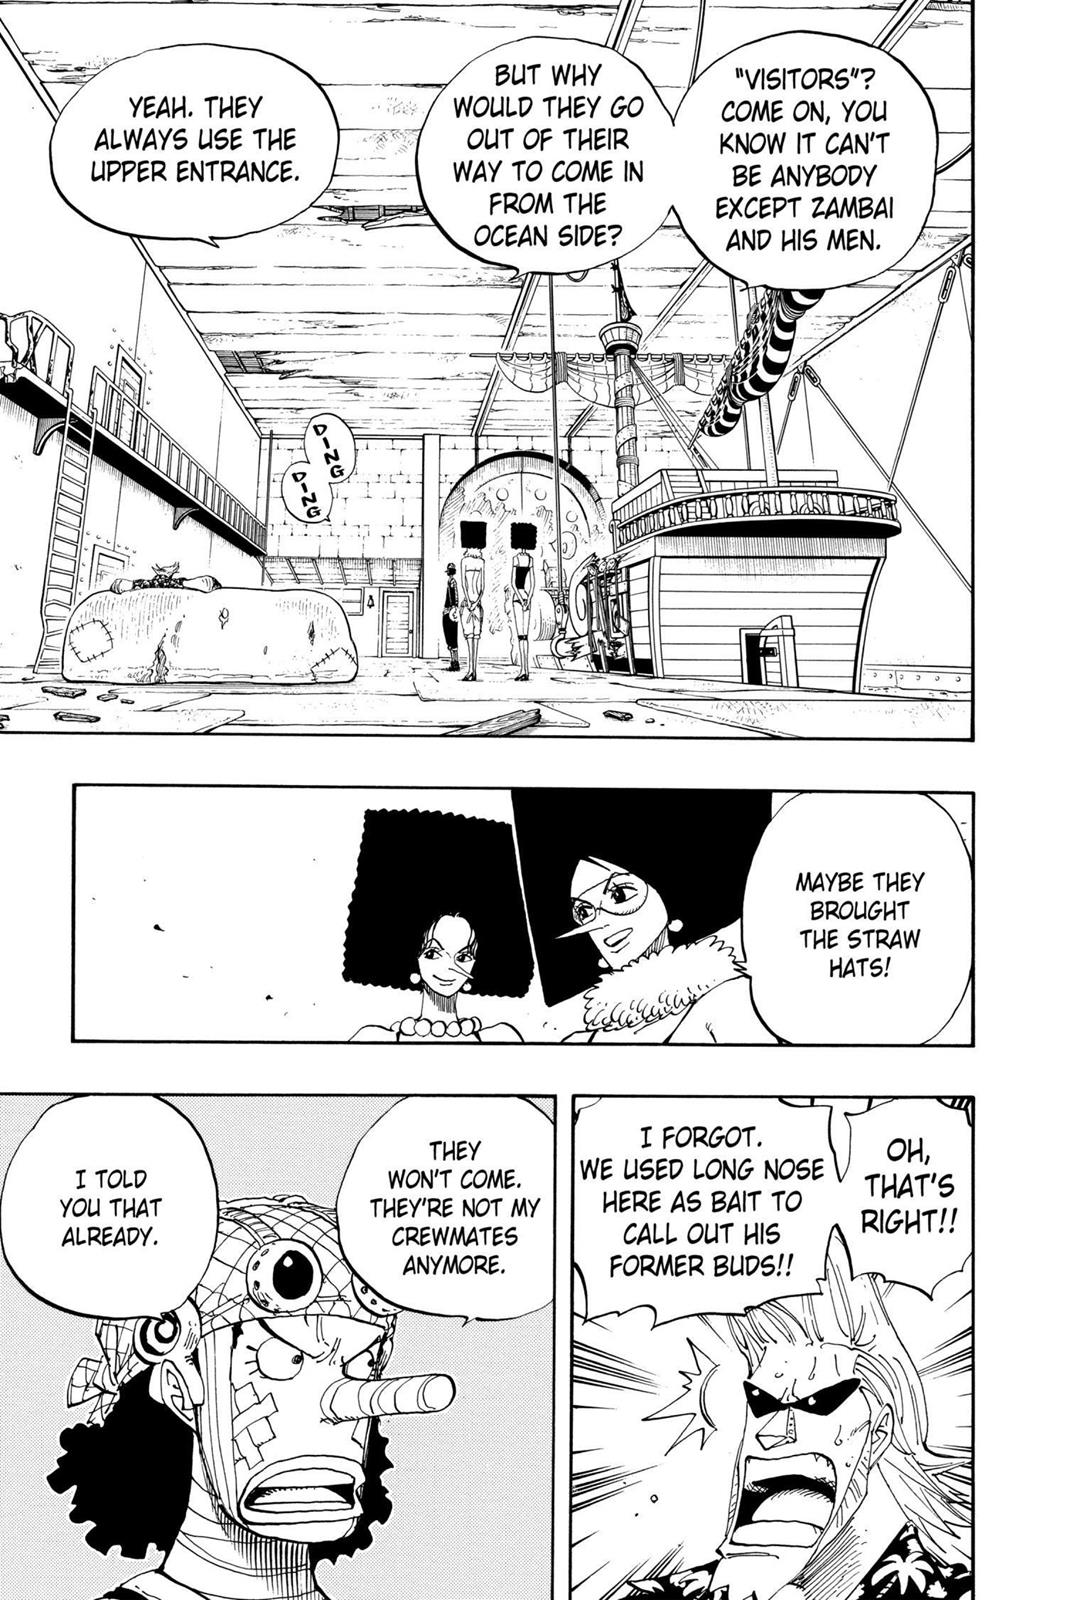 "VISITORS"?
COME ON, YOU
KNOW IT CAN'T
BE ANYBODY
EXCEPT ZAMBAI
AND HIS MEN.
BUT WHY
WOULD THEY GO
OUT OF THEIR
WAY TO COME IN
FROM THE
OCEAN SIDE?
YEAH. THEY
ALWAYS USE THE
UPPER ENTRANCE.
DING
DING
MAYBE THEY
BROUGHT
THE STRAW
HATS!
OH,
THAT'S
RIGHT!!
I FORGOT.
WE USED LONG NOSE
HERE AS BAIT TO
CALL OUT HIS
FORMER BUDS!!
THEY
WON'T COME.
THEY'RE NOT MY
CREWMATES
ANYMORE.
I TOLD
YOU THAT
ALREADY.